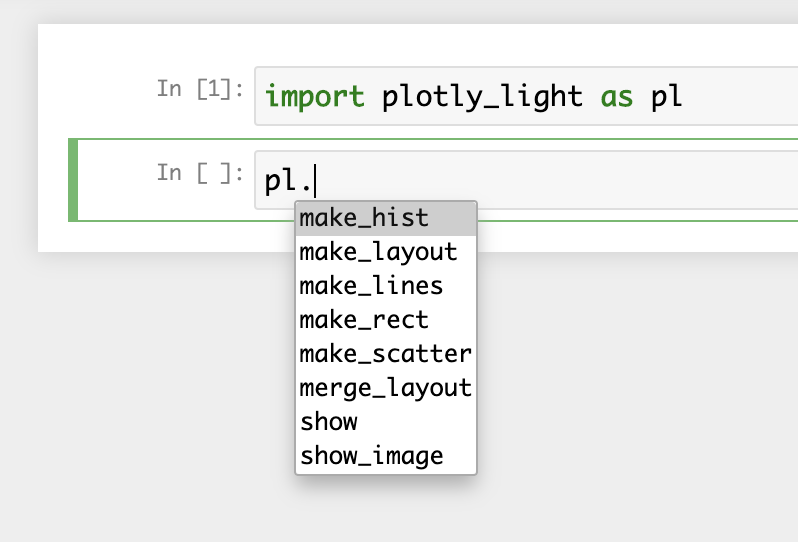 In [1]: import plotly_light as pl
In [ ]: pl.
make_hist
make_layout
make_lines
make_rect
make_scatter
merge_layout
show
show_image